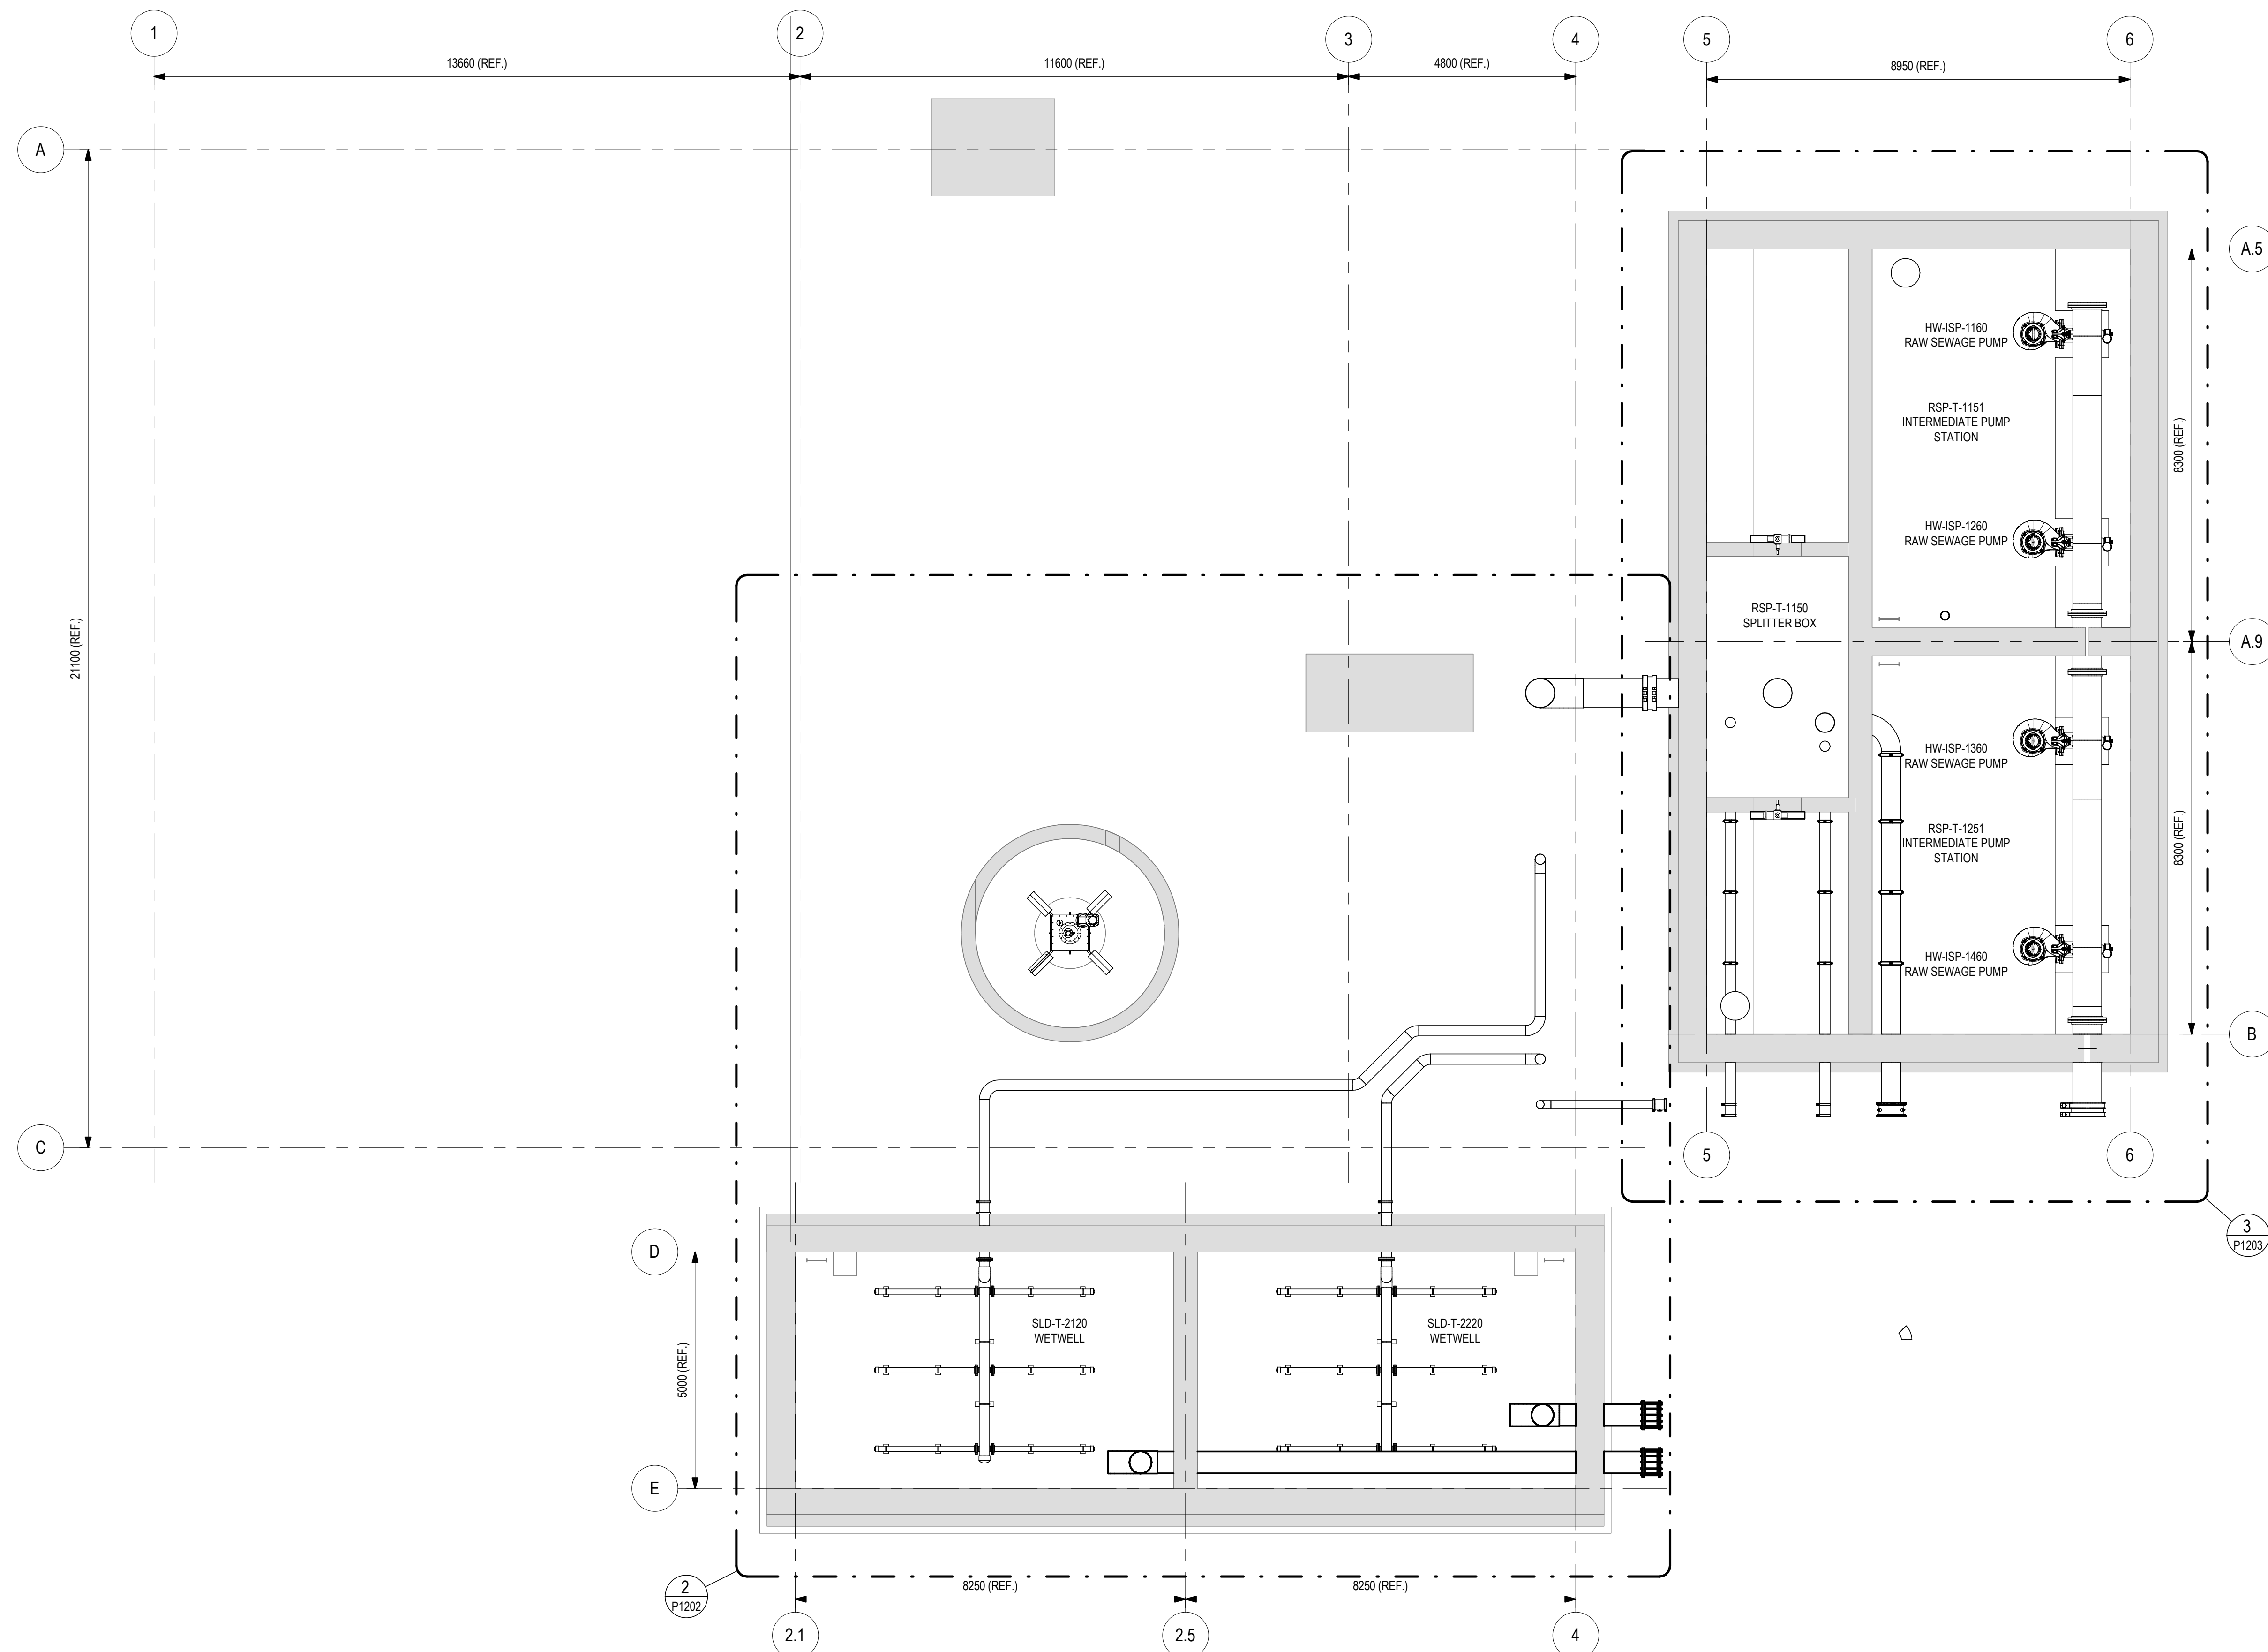 1
2
3
4
5
6
13660 (REF.)
11600 (REF.)
4800 (REF.)
8950 (REF.)
A
A.5
HW-ISP-1160
RAW SEWAGE PUMP
RSP-T-1151
INTERMEDIATE PUMP
STATION
8300 (REF.)
HW-ISP-1260
RAW SEWAGE PUMP
RSP-T-1150
SPLITTER BOX
21100 (REF.)
A.9
HW-ISP-1360
RAW SEWAGE PUMP
RSP-T-1251
INTERMEDIATE PUMP
STATION
8300 (REF.)
HW-ISP-1460
RAW SEWAGE PUMP
B
C
5
6
3
P1203
D
SLD-T-2120
WETWELL
SLD-T-2220
WETWELL
5000 (REF.)
E
2
P1202
8250 (REF.)
8250 (REF.)
2.1
2.5
4